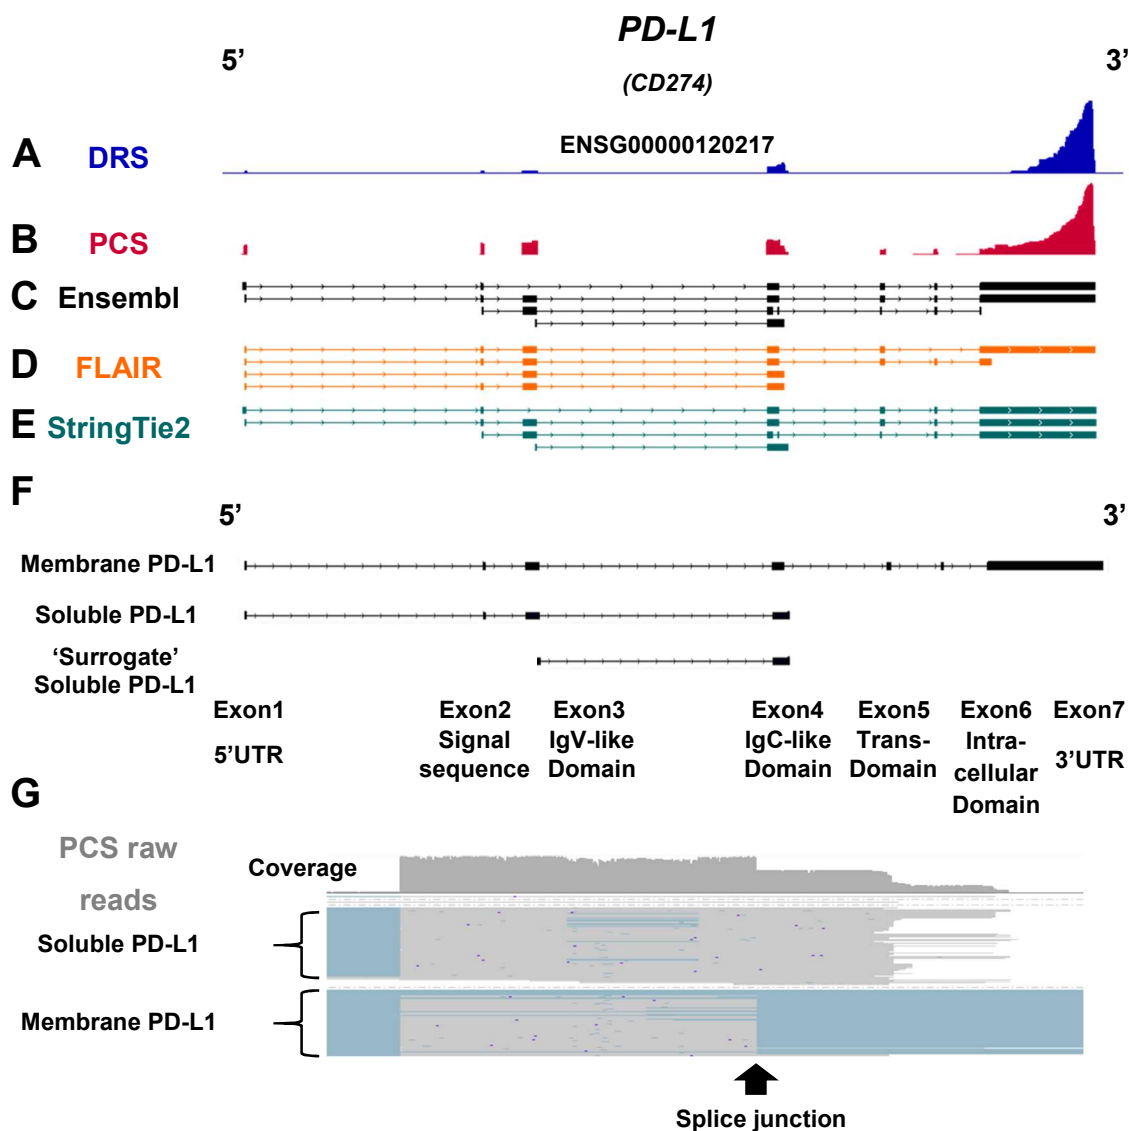 PD-L1
5’ 3’
(CD274)
ENSG00000120217
A DRS
B PCS
C Ensembl
D FLAIR
E StringTie2
F
5’ 3’
Membrane PD-L1
Soluble PD-L1
‘Surrogate’
Soluble PD-L1
Exon1 Exon2 Exon3 Exon4 Exon5 Exon6 Exon7
5’UTR Signal IgV-like IgC-like Trans- Intra- 3’UTR
sequence Domain Domain Domain cellular
Domain
G
PCS raw
reads
Coverage
Soluble PD-L1
Membrane PD-L1
Splice junction